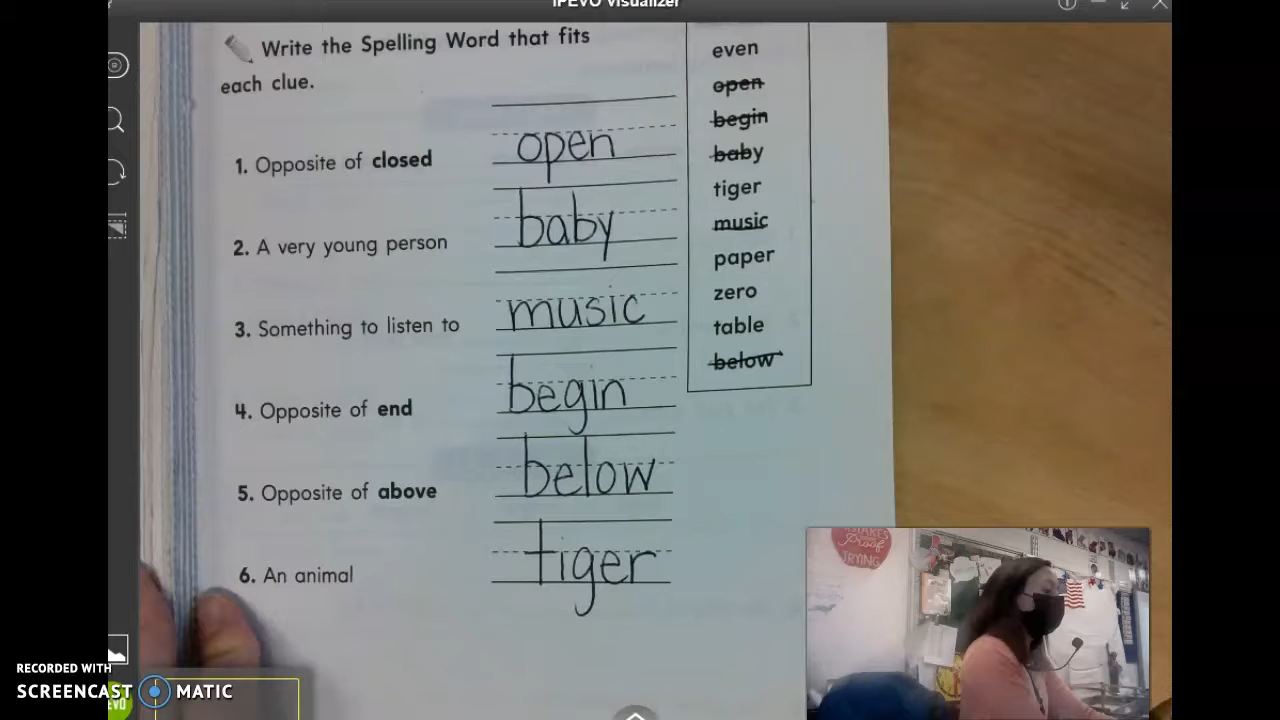 IPEVO Visualizer
Write the Spelling Word that fits
each clue.
1. Opposite of closed
open
2. A very young person
baby
3. Something to listen to
music
4. Opposite of end
begin
5. Opposite of above
below
6. An animal
tiger
even
open
begin
baby
tiger
music
paper
zero
table
below
Proof
TRYING
RECORDED WITH
SCREENCAST MATIC